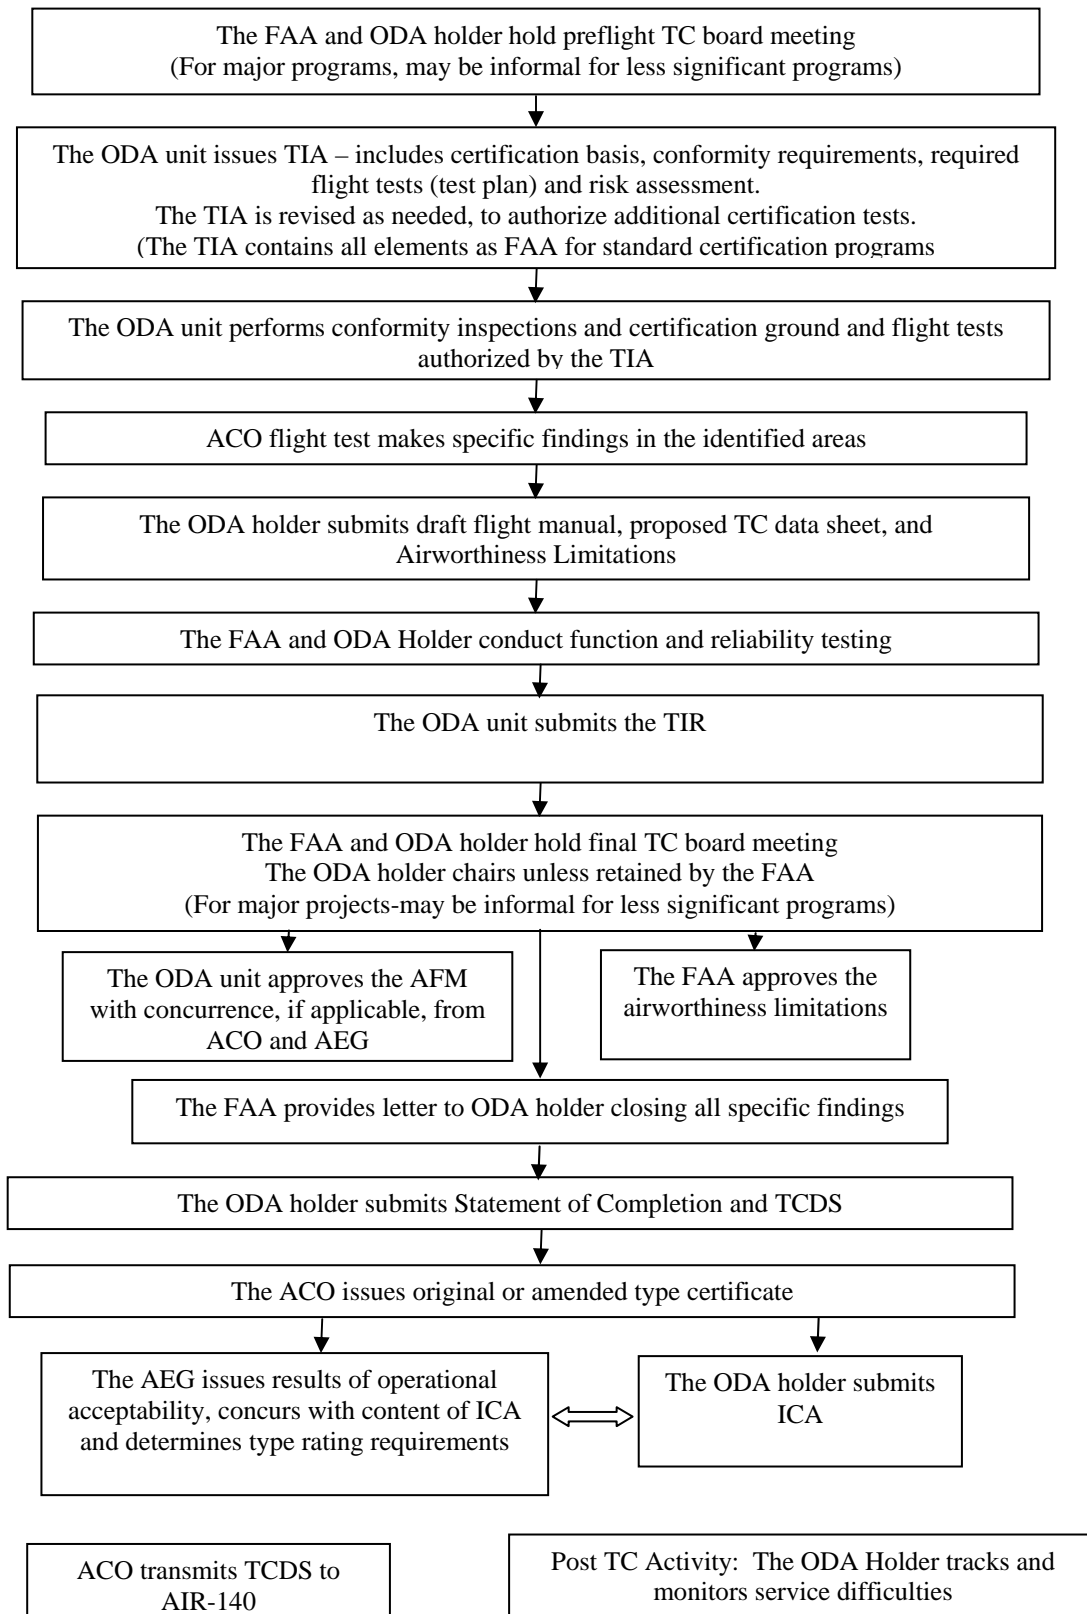 The FAA and ODA holder hold preflight TC board meeting
(For major programs, may be informal for less significant programs)
The ODA unit issues TIA – includes certification basis, conformity requirements, required
flight tests (test plan) and risk assessment.
The TIA is revised as needed, to authorize additional certification tests.
(The TIA contains all elements as FAA for standard certification programs
The ODA unit performs conformity inspections and certification ground and flight tests
authorized by the TIA
ACO flight test makes specific findings in the identified areas
The ODA holder submits draft flight manual, proposed TC data sheet, and
Airworthiness Limitations
The FAA and ODA Holder conduct function and reliability testing
The ODA unit submits the TIR
The FAA and ODA holder hold final TC board meeting
The ODA holder chairs unless retained by the FAA
(For major projects-may be informal for less significant programs)
The ODA unit approves the AFM
with concurrence, if applicable, from
ACO and AEG
The FAA approves the
airworthiness limitations
The FAA provides letter to ODA holder closing all specific findings
The ODA holder submits Statement of Completion and TCDS
The ACO issues original or amended type certificate
The AEG issues results of operational
acceptability, concurs with content of ICA
and determines type rating requirements
The ODA holder submits
ICA
ACO transmits TCDS to
AIR-140
Post TC Activity: The ODA Holder tracks and
monitors service difficulties